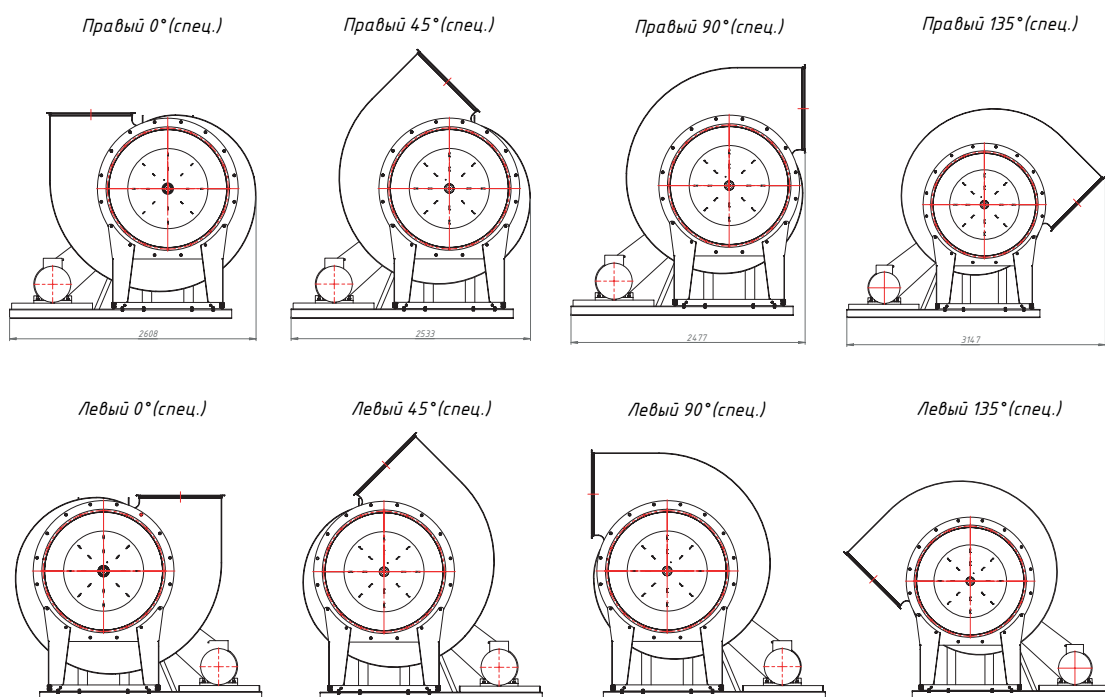 Правый 0°(спец.)
Правый 45°(спец.)
Правый 90°(спец.)
Правый 135°(спец.)
2608
2533
2477
3147
Левый 0°(спец.)
Левый 45°(спец.)
Левый 90°(спец.)
Левый 135°(спец.)